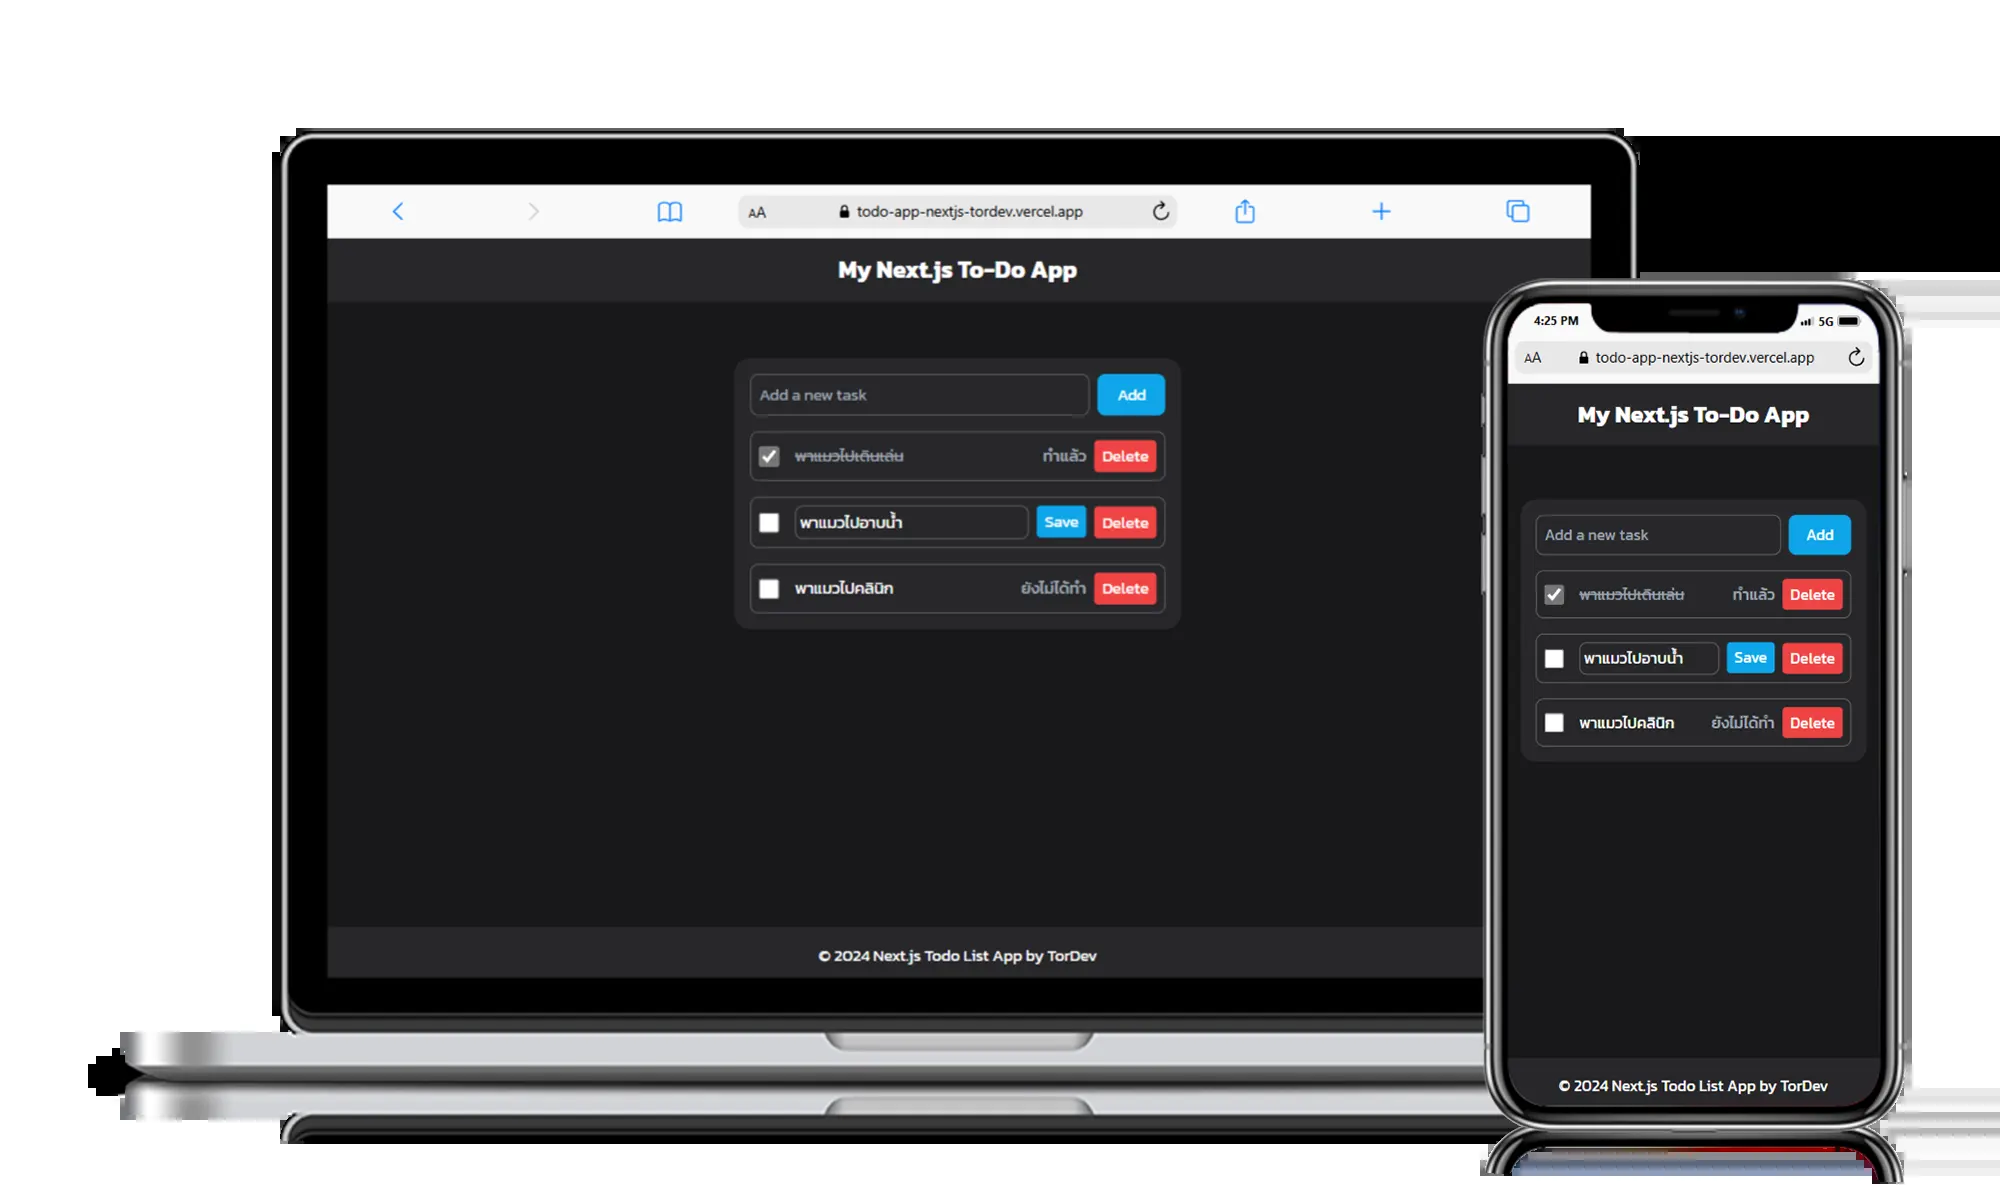 AA todo-app-nextjs-tordev.vercel.app
My Next.js To-Do App
Add a new task Add
พาแมวไปเดินเล่น ทำแล้ว Delete
พาแมวไปอาบน้ำ Save Delete
พาแมวไปคลินิก ยังไม่ได้ทำ Delete
© 2024 Next.js Todo List App by TorDev
4:25 PM 5G
AA todo-app-nextjs-tordev.vercel.app
My Next.js To-Do App
Add a new task Add
พาแมวไปเดินเล่น ทำแล้ว Delete
พาแมวไปอาบน้ำ Save Delete
พาแมวไปคลินิก ยังไม่ได้ทำ Delete
© 2024 Next.js Todo List App by TorDev